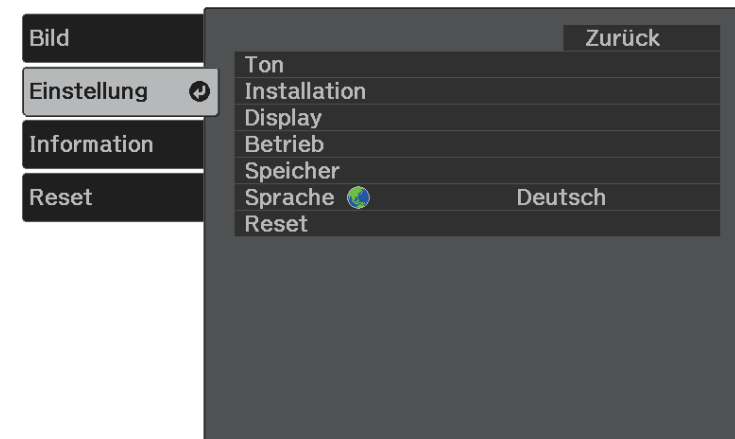 Bild
Einstellung
Information
Reset
Zurück
Ton
Installation
Display
Betrieb
Speicher
Sprache Deutsch
Reset